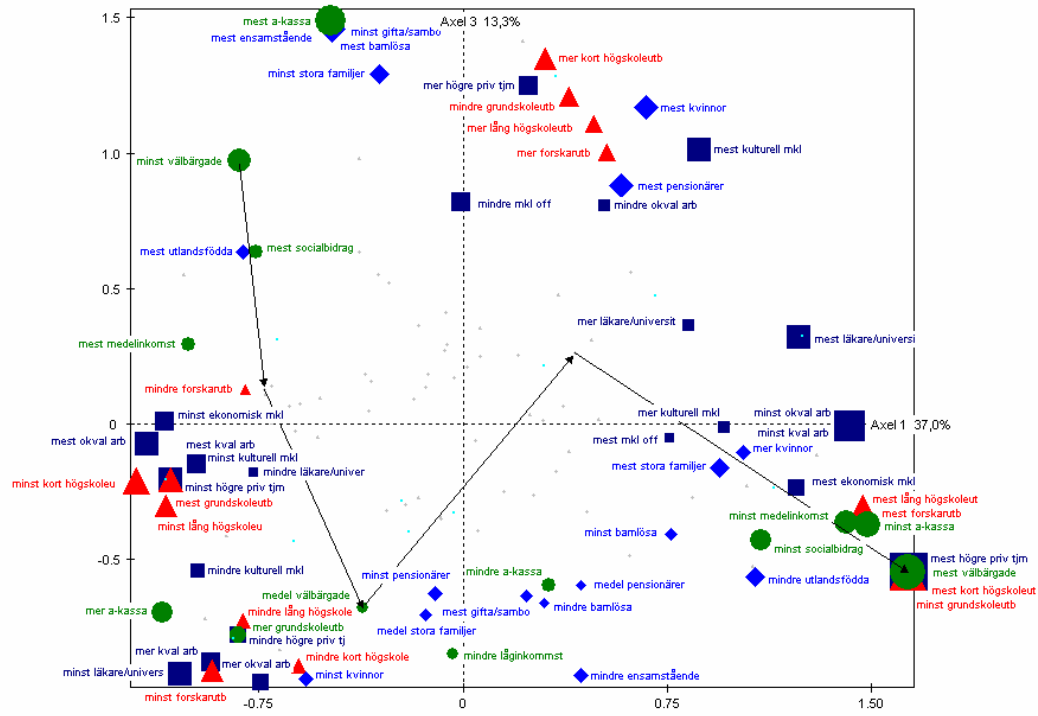 1.5
mest a-kassa
Axel 3 13,3%
mest ensamstående
minst gifta/sambo
mest barnlösa
mer kort högskoleutb
minst stora familjer
mer högre priv tjm
mindre grundskoleutb
mest kvinnor
mer lång högskoleutb
1.0
minst välbärgade
mer forskarutb
mest kulturell mkl
mest pensionärer
mindre mkl off
mindre okval arb
mest utlandsfödda
mest socialbidrag
0.5
mer läkare/universit
mest läkare/universi
mest medelinkomst
mindre forskarutb
minst ekonomisk mkl
mer kulturell mkl
minst okval arb
0
Axel 1 37,0%
mest okval arb
mest kval arb
minst kval arb
mest mkl off
mer kvinnor
minst kulturell mkl
mindre läkare/univer
mest stora familjer
minst kort högskoleu
minst högre priv tjm
mest ekonomisk mkl
mest grundskoleutb
mest lång högskoleut
minst lång högskoleu
minst medelinkomst
mest forskarutb
minst a-kassa
minst barnlösa
minst socialbidrag
-0.5
mindre kulturell mkl
mest högre priv tjm
mindre a-kassa
minst pensionärer
medel pensionärer
mindre utlandsfödda
mest välbärgade
mest kort högskoleut
minst grundskoleutb
medel välbärgade
mest gifta/sambo
mindre barnlösa
mer a-kassa
mindre lång högskole
medel stora familjer
mer grundskoleutb
mindre högre priv tj
mer kval arb
mindre låginkommst
mer okval arb
mindre kort högskole
minst läkare/univers
minst kvinnor
mindre ensamstående
minst forskarutb
-0.75
0
0.75
1.50